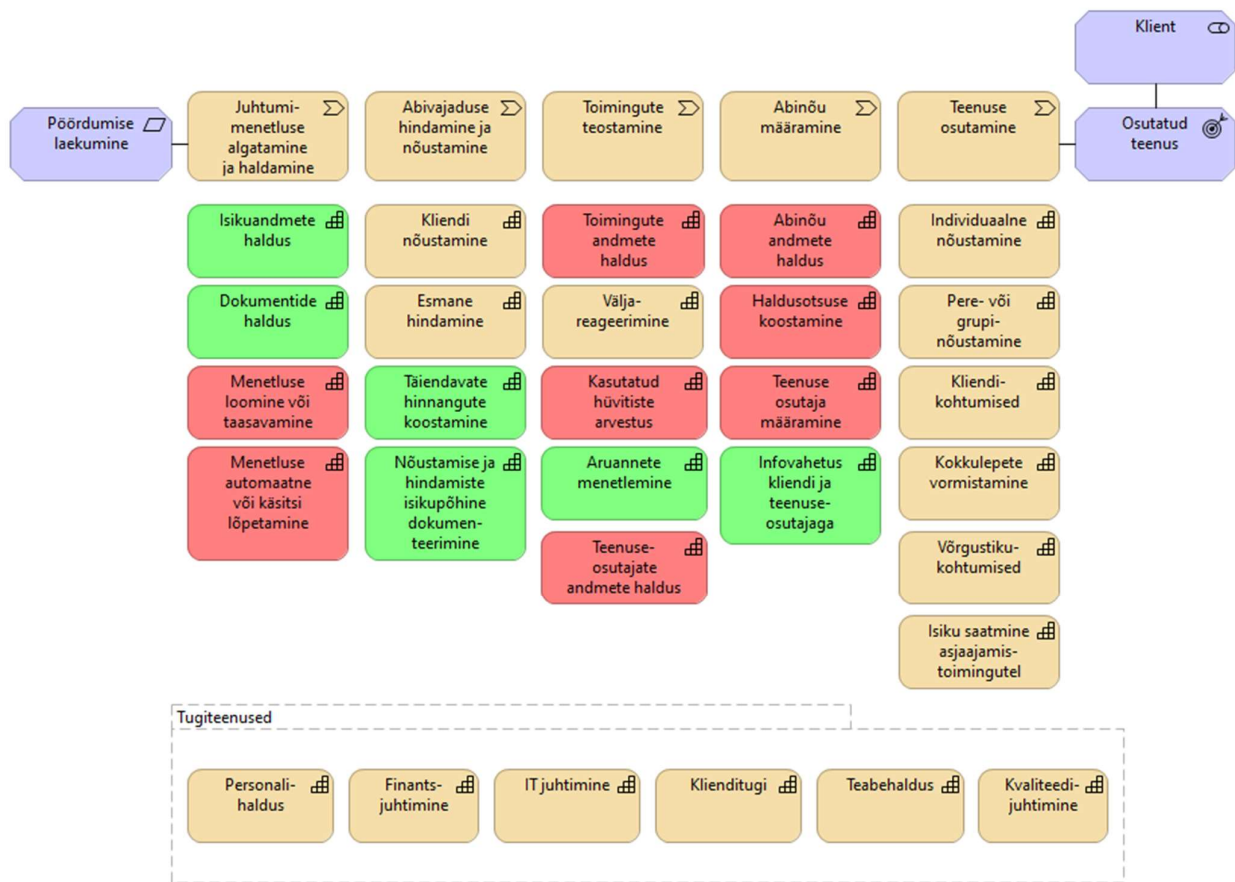 Klient
Pöördumise
laekumine
Juhtumi-
menetluse
algatamine
ja haldamine
Abivajaduse
hindamine ja
nõustamine
Toimingute
teostamine
Abinõu
määramine
Teenuse
osutamine
Osutatud
teenus
Isikuandmete
haldus
Kliendi
nõustamine
Toimingute
andmete
haldus
Abinõu
andmete
haldus
Individuaalne
nõustamine
Dokumentide
haldus
Esmane
hindamine
Välja-
reageerimine
Haldusotsuse
koostamine
Pere- või
grupi-
nõustamine
Menetluse
loomine või
taasavamine
Täiendavate
hinnangute
koostamine
Kasutatud
hüvitiste
arvestus
Teenuse
osutaja
määramine
Kliendi-
kohtumised
Menetluse
automaatne
või käsitsi
lõpetamine
Nõustamise ja
hindamiste
isikupõhine
dokumen-
teerimine
Aruannete
menetlemine
Infovahetus
kliendi ja
teenuse-
osutajaga
Kokkulepete
vormistamine
Teenuse-
osutajate
andmete haldus
Võrgustiku-
kohtumised
Isiku saatmine
asjaajamis-
toimingutel
Tugiteenused
Personali-
haldus
Finants-
juhtimine
IT juhtimine
Klienditugi
Teabehaldus
Kvaliteedi-
juhtimine